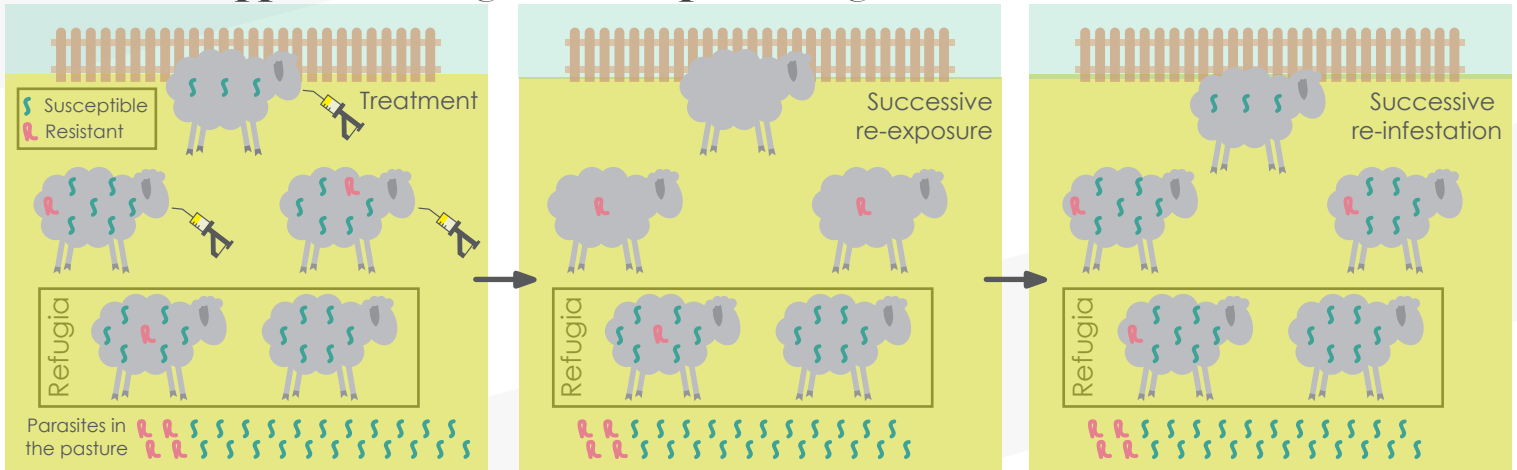 Treatment
Susceptible
Resistant
Refugia
Parasites in
the pasture
Successive
re-exposure
Refugia
Successive
re-infestation
Refugia